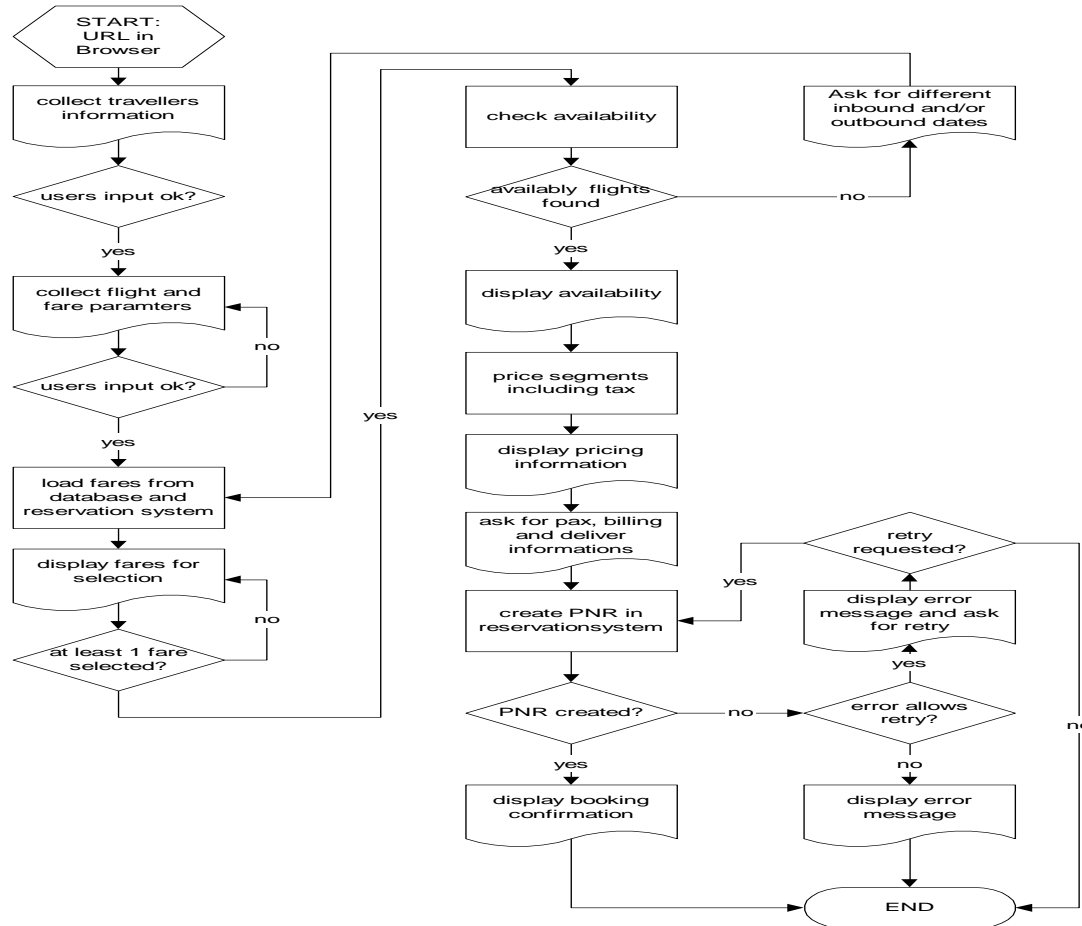 START:
URL in
Browser
collect travellers
information
users input ok?
yes
collect flight and
fare paramters
no
users input ok?
yes
load fares from
database and
reservation system
display fares for
selection
no
at least 1 fare
selected?
yes
check availability
availably flights
found
no
Ask for different
inbound and/or
outbound dates
yes
display availability
price segments
including tax
display pricing
information
ask for pax, billing
and deliver
informations
create PNR in
reservationsystem
yes
retry
requested?
display error
message and ask
for retry
yes
PNR created?
no
error allows
retry?
no
yes
no
display booking
confirmation
display error
message
END